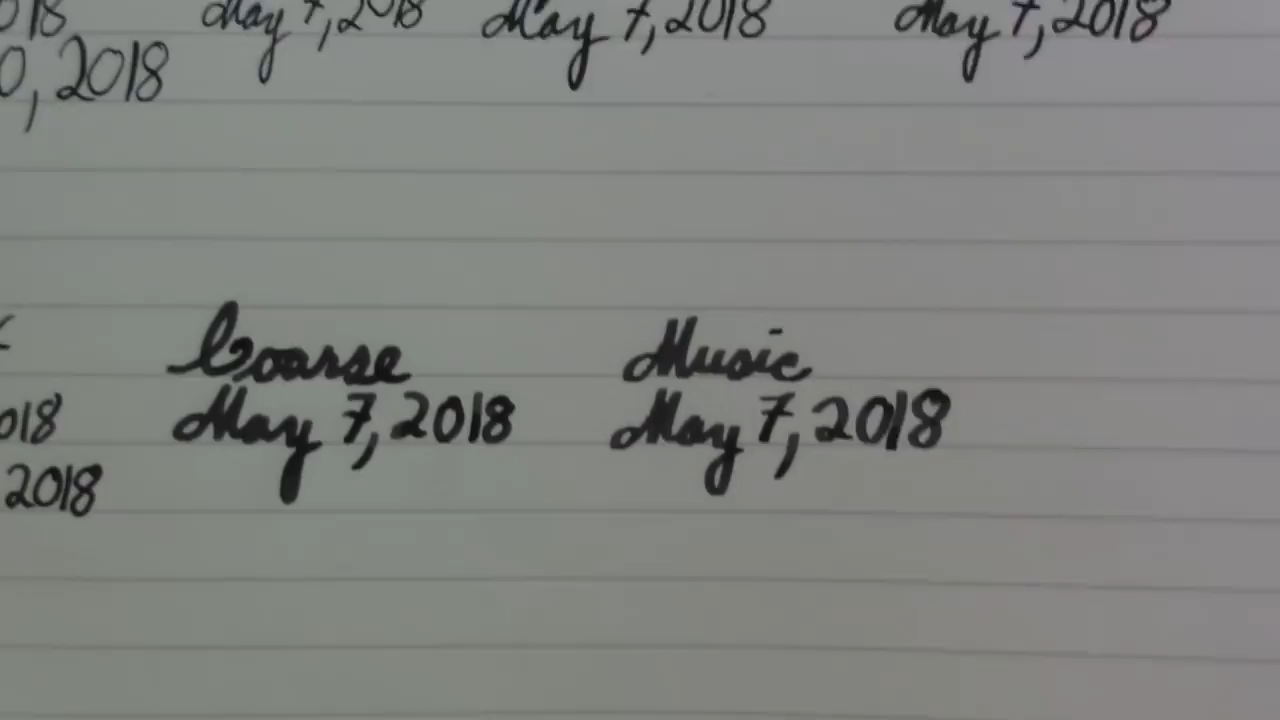 018 May 7, 2018 May 7, 2018 May 7, 2018
0, 2018
Coarse Music
018 May 7, 2018 May 7, 2018
2018